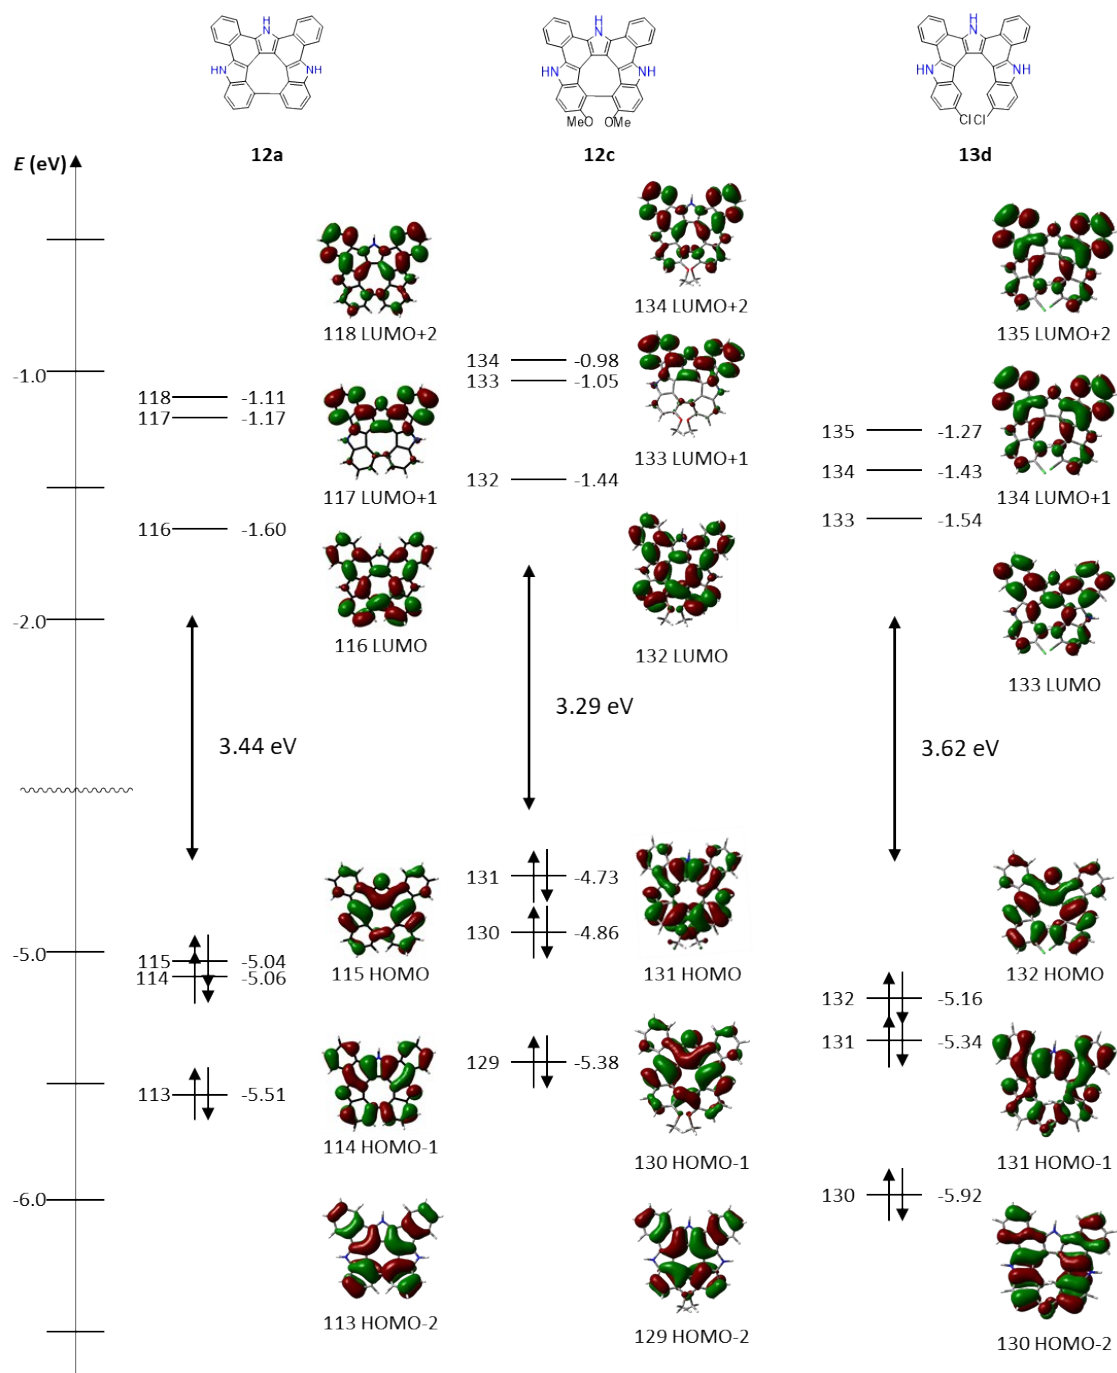 H
N
NH
HN
H
N
NH
HN
MeO OMe
H
N
NH
HN
Cl Cl
12a
12c
13d
E (eV)
-1.0
-2.0
-5.0
-6.0
118 -1.11
117 -1.17
116 -1.60
3.44 eV
115 -5.04
114 -5.06
113 -5.51
118 LUMO+2
117 LUMO+1
116 LUMO
115 HOMO
114 HOMO-1
113 HOMO-2
134 -0.98
133 -1.05
132 -1.44
3.29 eV
131 -4.73
130 -4.86
129 -5.38
134 LUMO+2
133 LUMO+1
132 LUMO
131 HOMO
130 HOMO-1
129 HOMO-2
135 -1.27
134 -1.43
133 -1.54
3.62 eV
132 -5.16
131 -5.34
130 -5.92
135 LUMO+2
134 LUMO+1
133 LUMO
132 HOMO
131 HOMO-1
130 HOMO-2